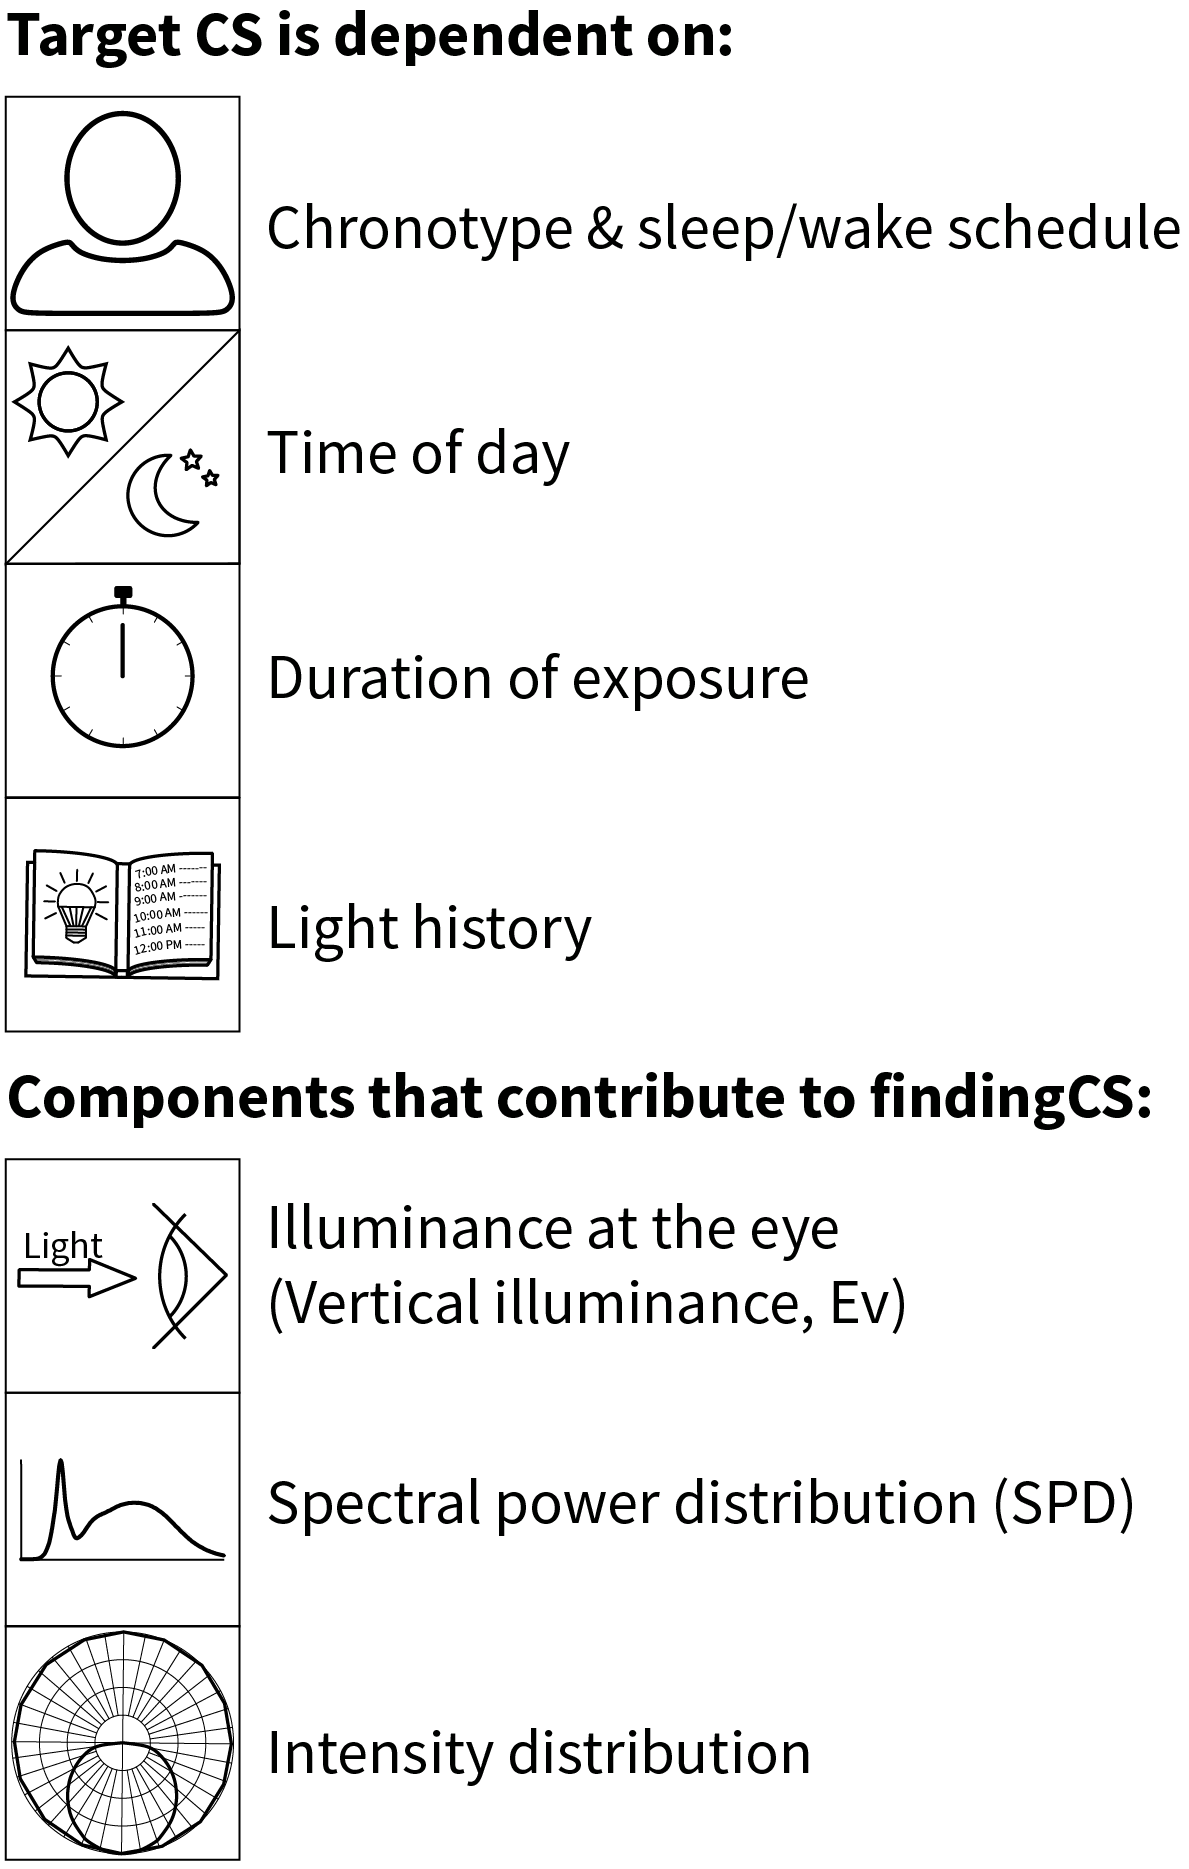 Target CS is dependent on:
Chronotype & sleep/wake schedule
Time of day
Duration of exposure
7:00 AM -------
8:00 AM -------
9:00 AM -------
10:00 AM ------
11:00 AM -----
12:00 PM -----
Light history
Components that contribute to findingCS:
Light
Illuminance at the eye
(Vertical illuminance, Ev)
Spectral power distribution (SPD)
Intensity distribution